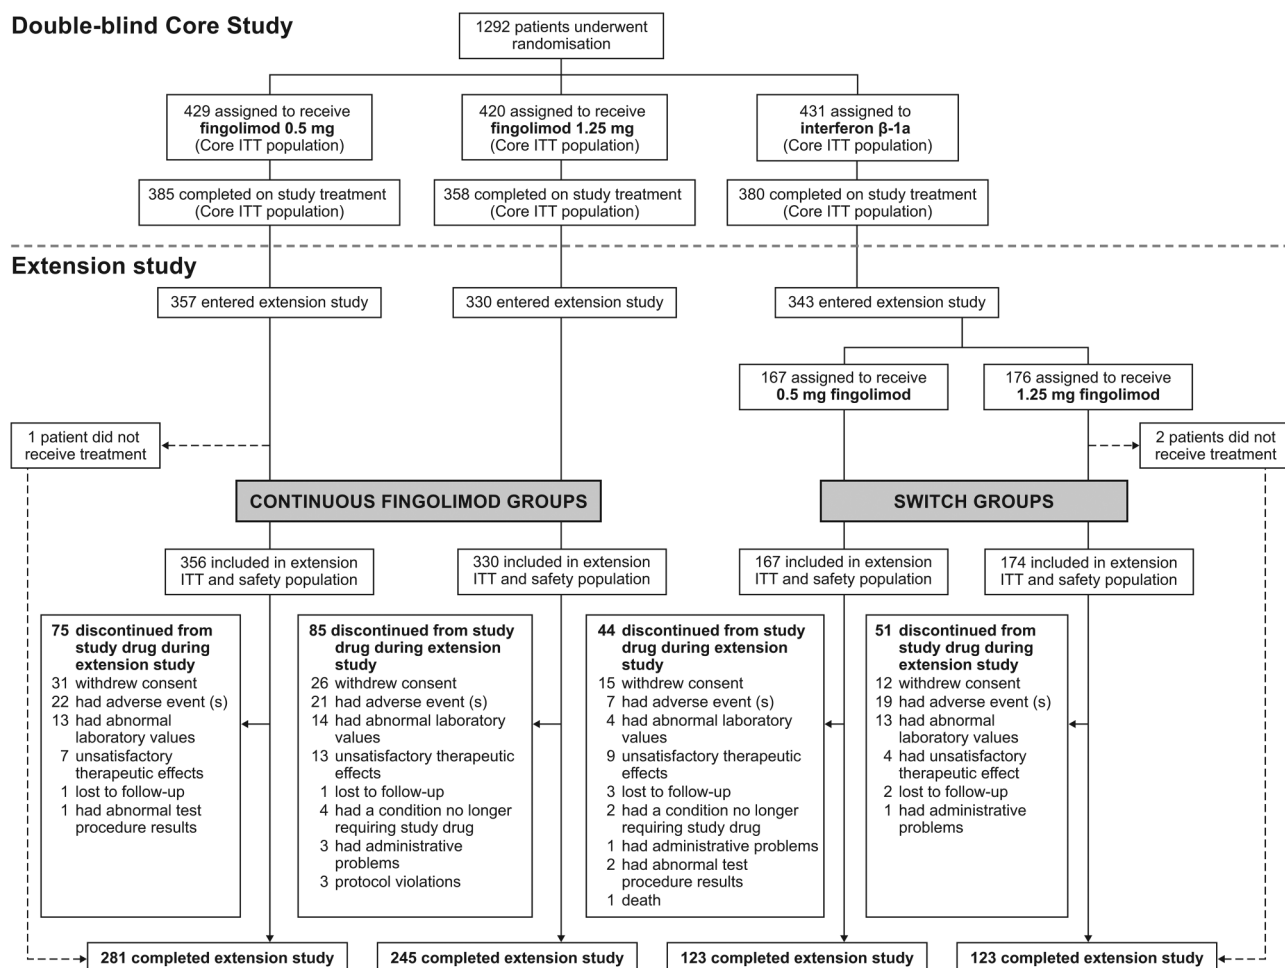 Double-blind Core Study
1292 patients underwent
randomisation
429 assigned to receive
fingolimod 0.5 mg
(Core ITT population)
420 assigned to receive
fingolimod 1.25 mg
(Core ITT population)
431 assigned to
interferon β-1a
(Core ITT population)
385 completed on study treatment
(Core ITT population)
358 completed on study treatment
(Core ITT population)
380 completed on study treatment
(Core ITT population)
Extension study
357 entered extension study
330 entered extension study
343 entered extension study
167 assigned to receive
0.5 mg fingolimod
176 assigned to receive
1.25 mg fingolimod
1 patient did not
receive treatment
2 patients did not
receive treatment
CONTINUOUS FINGOLIMOD GROUPS
SWITCH GROUPS
356 included in extension
ITT and safety population
330 included in extension
ITT and safety population
167 included in extension
ITT and safety population
174 included in extension
ITT and safety population
75 discontinued from
study drug during
extension study
31 withdrew consent
22 had adverse event (s)
13 had abnormal
laboratory values
7 unsatisfactory
therapeutic effects
1 lost to follow-up
1 had abnormal test
procedure results
85 discontinued from study
drug during extension
study
26 withdrew consent
21 had adverse event (s)
14 had abnormal laboratory
values
13 unsatisfactory therapeutic
effects
1 lost to follow-up
4 had a condition no longer
requiring study drug
3 had administrative
problems
3 protocol violations
44 discontinued from study
drug during extension
study
15 withdrew consent
7 had adverse event (s)
4 had abnormal laboratory
values
9 unsatisfactory therapeutic
effects
3 lost to follow-up
2 had a condition no longer
requiring study drug
1 had administrative problems
2 had abnormal test
procedure results
1 death
51 discontinued from
study drug during
extension study
12 withdrew consent
19 had adverse event (s)
13 had abnormal
laboratory values
4 had unsatisfactory
therapeutic effect
2 lost to follow-up
1 had administrative
problems
281 completed extension study
245 completed extension study
123 completed extension study
123 completed extension study